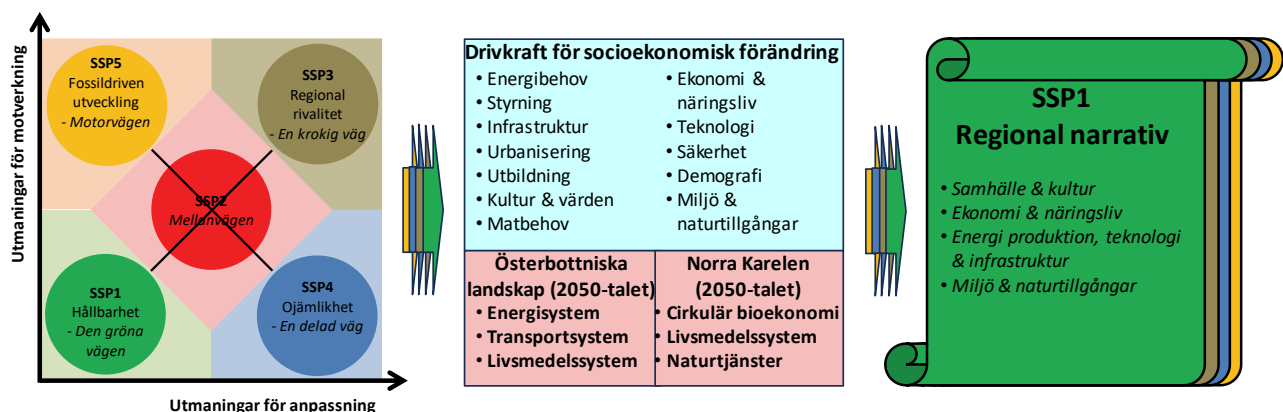 Utmaningar för motverkning
SSP5
Fossildriven
utveckling
- Motorvägen
SSP3
Regional
rivalitet
- En krokig väg
SSP2
Mellanvägen
SSP1
Hållbarhet
- Den gröna
vägen
SSP4
Ojämlikhet
- En delad väg
Utmaningar för anpassning
Drivkraft för socioekonomisk förändring
• Energibehov
• Styrning
• Infrastruktur
• Urbanisering
• Utbildning
• Kultur & värden
• Matbehov
• Ekonomi &
näringsliv
• Teknologi
• Säkerhet
• Demografi
• Miljö &
naturtillgångar
Österbottniska
landskap (2050-talet)
• Energisystem
• Transportsystem
• Livsmedelssystem
Norra Karelen
(2050-talet)
• Cirkulär bioekonomi
• Livsmedelssystem
• Naturtjänster
SSP1
Regional narrativ
• Samhälle & kultur
• Ekonomi & näringsliv
• Energi produktion, teknologi
& infrastruktur
• Miljö & naturtillgångar